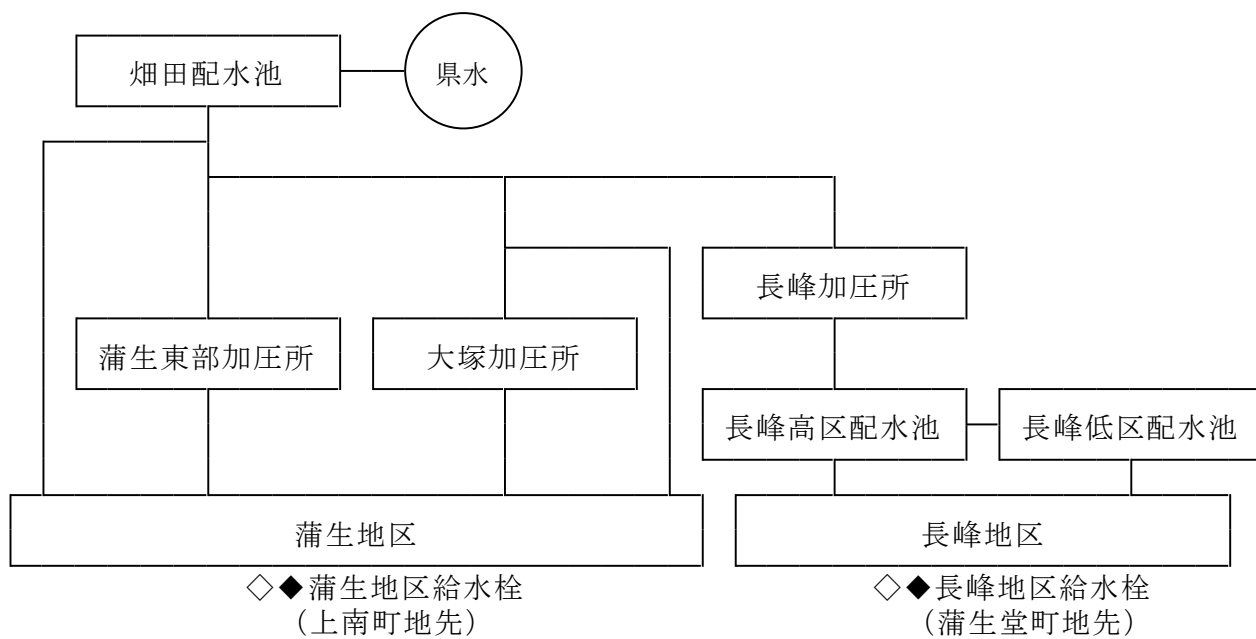 畑田配水池
県水
長峰加圧所
蒲生東部加圧所
大塚加圧所
長峰高区配水池
長峰低区配水池
蒲生地区
長峰地区
◇◆蒲生地区給水栓
(上南町地先)
◇◆長峰地区給水栓
(蒲生堂町地先)